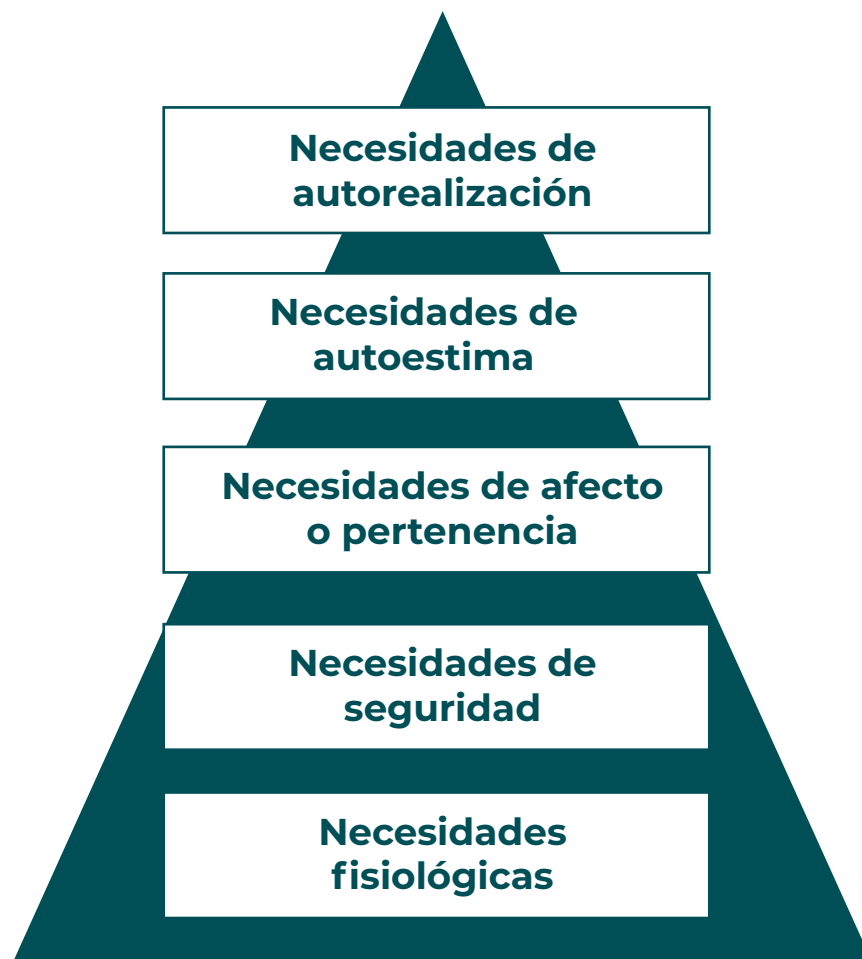 Necesidades de
autorealización
Necesidades de
autoestima
Necesidades de afecto
o pertenencia
Necesidades de
seguridad
Necesidades
fisiológicas